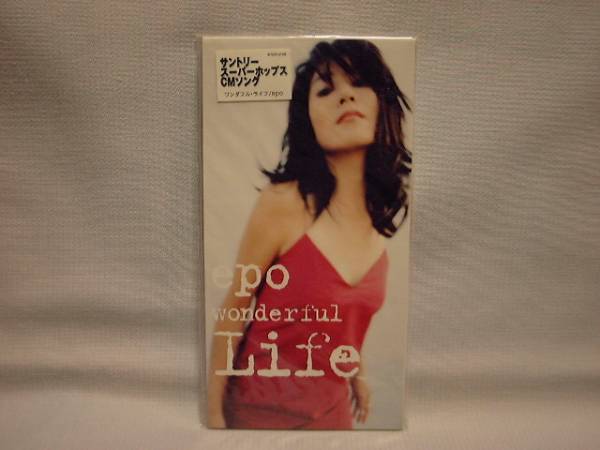 サントリー
スーパーホップス
CMソング
ワンダフル・ライフ/epo
epo
wonderful
Life